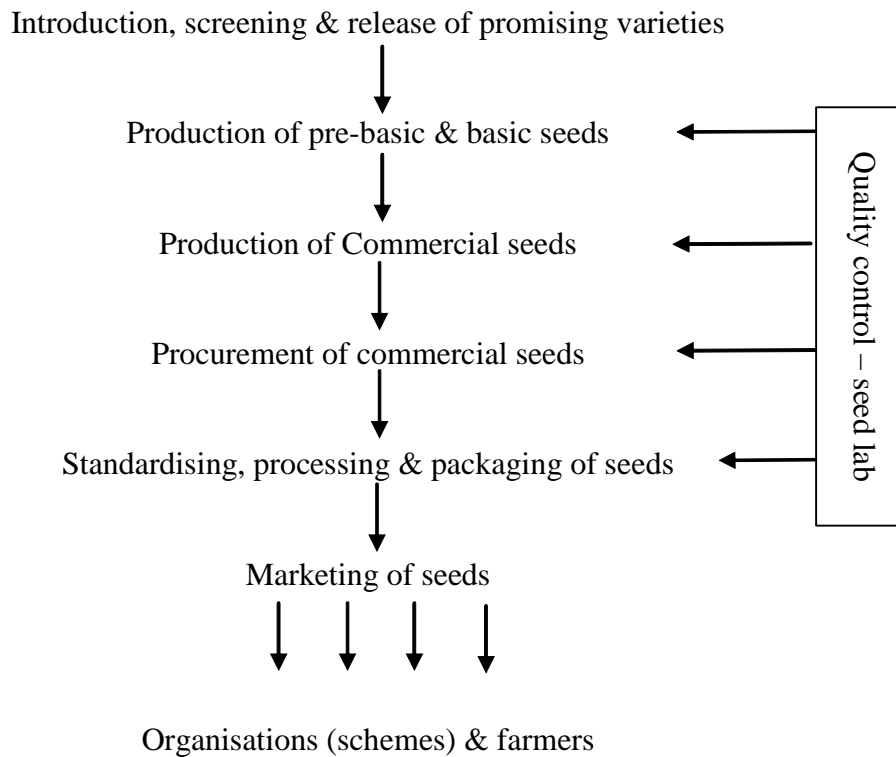 Introduction, screening & release of promising varieties
Production of pre-basic & basic seeds
Production of Commercial seeds
Procurement of commercial seeds
Standardising, processing & packaging of seeds
Marketing of seeds
Organisations (schemes) & farmers
Quality control – seed lab